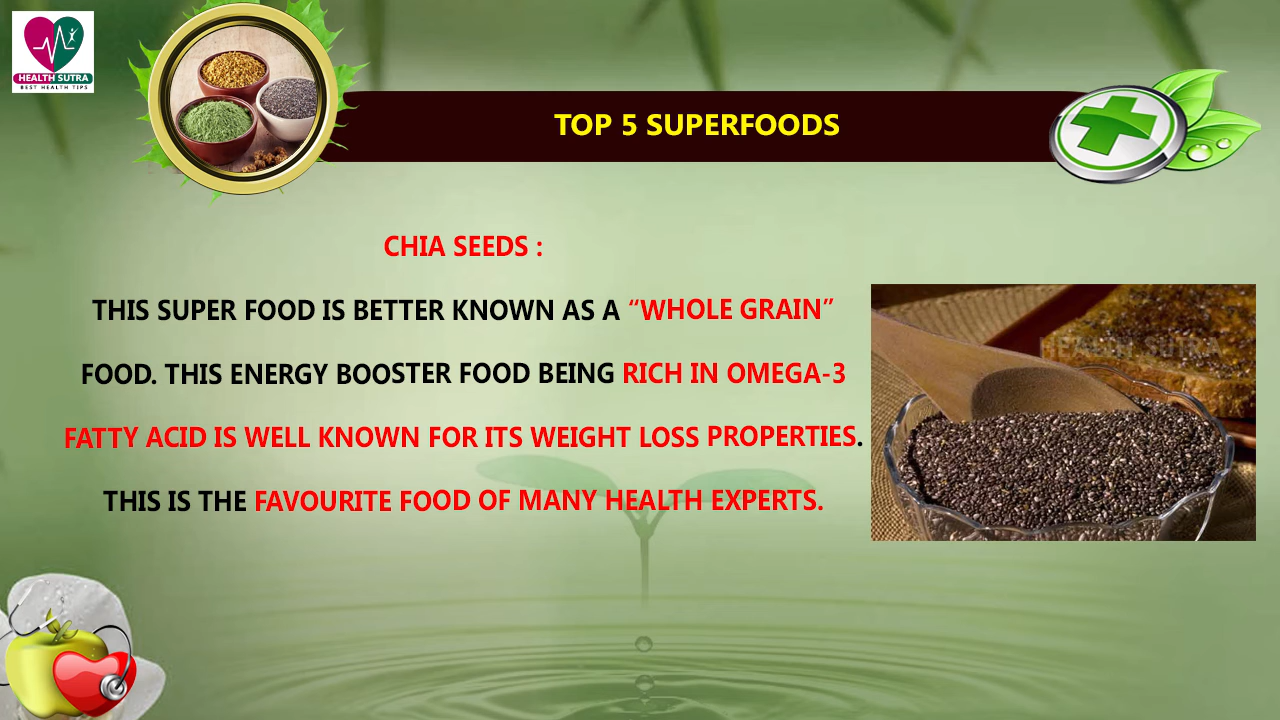 HEALTH SUTRA
BEST HEALTH TIPS
TOP 5 SUPERFOODS
CHIA SEEDS :
THIS SUPER FOOD IS BETTER KNOWN AS A “WHOLE GRAIN”
FOOD. THIS ENERGY BOOSTER FOOD BEING RICH IN OMEGA-3
FATTY ACID IS WELL KNOWN FOR ITS WEIGHT LOSS PROPERTIES.
THIS IS THE FAVOURITE FOOD OF MANY HEALTH EXPERTS.
HEALTH SUTRA